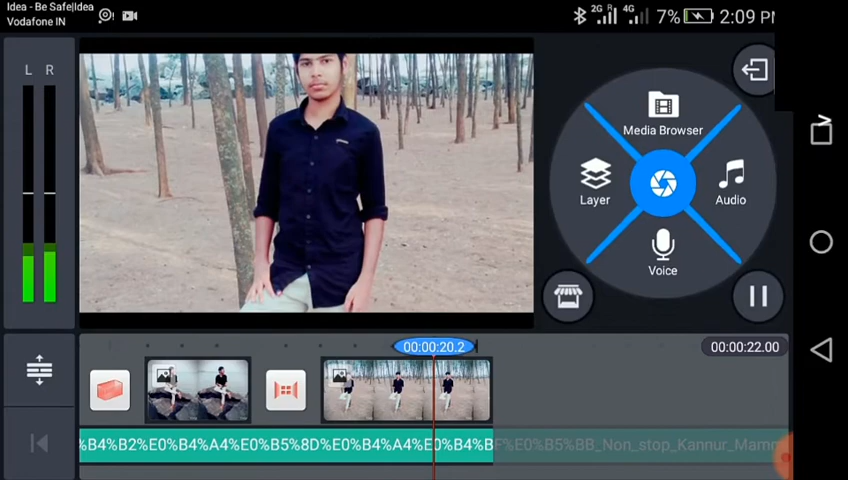 Idea - Be Safe|Idea
Vodafone IN
2G R 4G 7% 2:09 PM
L R
Media Browser
Layer
Audio
Voice
00:00:20.2
00:00:22.00
%B4%B2%E0%B4%A4%E0%B5%8D%E0%B4%A4%E0%B4%BF%E0%B5%BB_Non_stop_Kannur_Mam